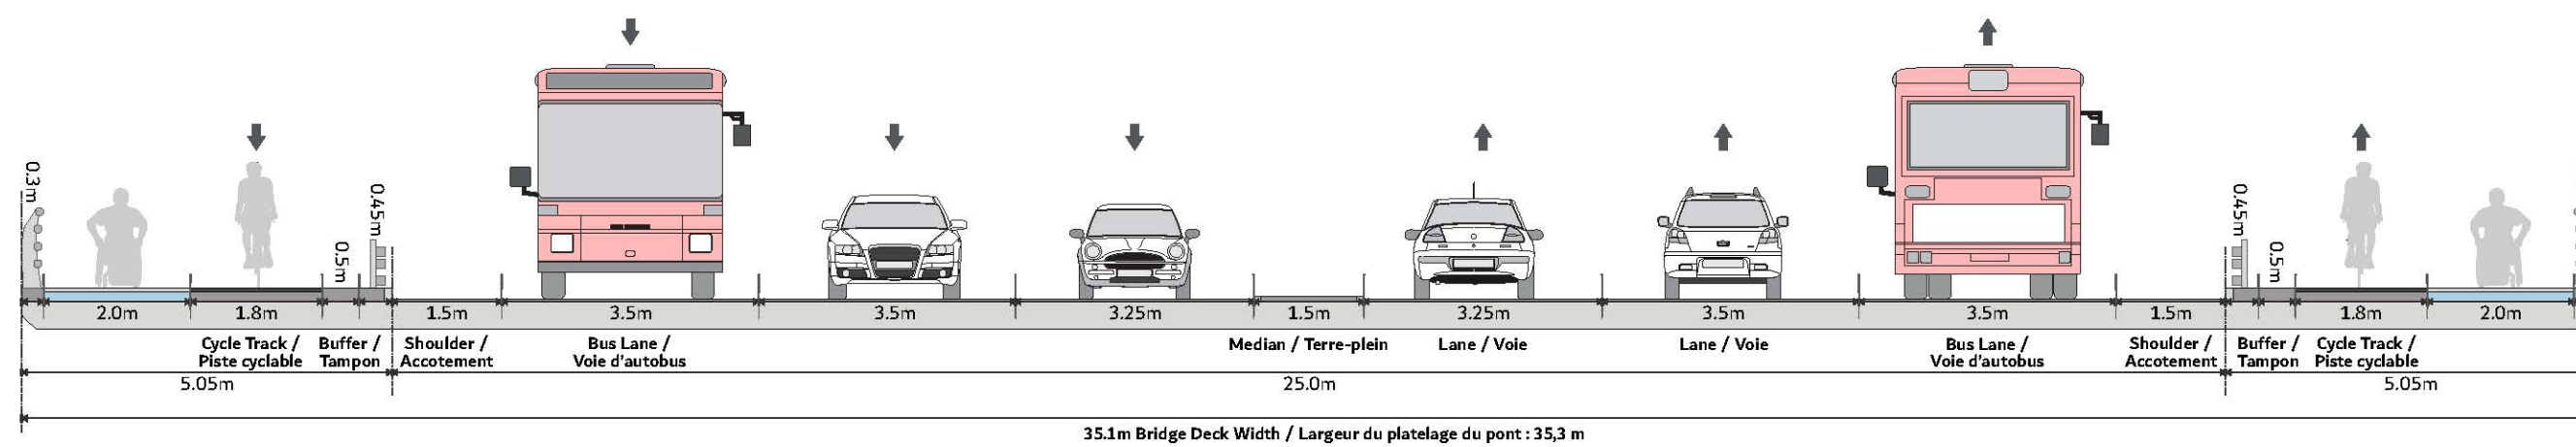 0.3m
0.45m
0.5m
0.45m
0.5m
2.0m 1.8m 1.5m 3.5m 3.5m 3.25m 1.5m 3.25m 3.5m 3.5m 1.5m 1.8m 2.0m
Cycle Track / Buffer / Shoulder / Bus Lane / Median / Terre-plein Lane / Voie Lane / Voie Bus Lane / Shoulder / Buffer / Cycle Track /
Piste cyclable Tampon Accotement Voie d'autobus Voie d'autobus Accotement Tampon Piste cyclable
5.05m 25.0m 5.05m
35.1m Bridge Deck Width / Largeur du platelage du pont : 35,3 m